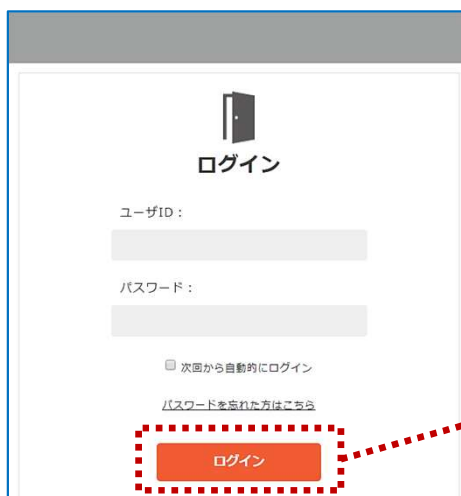 ログイン
ユーザID：
パスワード：
次回から自動的にログイン
パスワードを忘れた方はこちら
ログイン